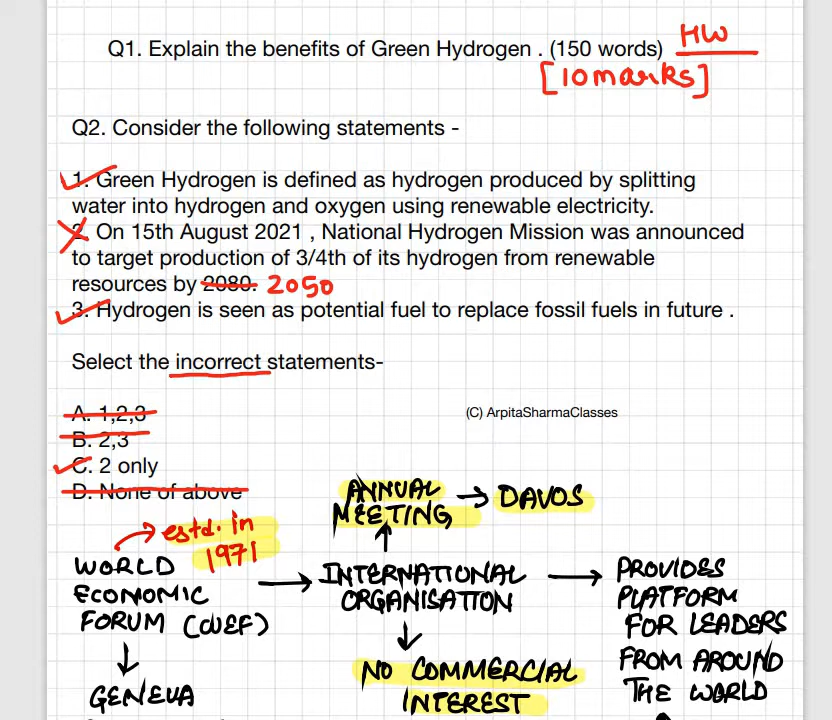 Q1. Explain the benefits of Green Hydrogen . (150 words) HW
[10 marks]
Q2. Consider the following statements -
1. Green Hydrogen is defined as hydrogen produced by splitting
water into hydrogen and oxygen using renewable electricity.
2. On 15th August 2021 , National Hydrogen Mission was announced
to target production of 3/4th of its hydrogen from renewable
resources by 2080. 2050
3. Hydrogen is seen as potential fuel to replace fossil fuels in future .
Select the incorrect statements-
A. 1,2,3
(C) ArpitaSharmaClasses
B. 2,3
C. 2 only
D. None of above
ANNUAL
MEETING → DAVOS
estd. in
1971
WORLD
ECONOMIC
FORUM (WEF)
INTERNATIONAL
ORGANISATION
PROVIDES
PLATFORM
FOR LEADERS
FROM AROUND
THE WORLD
NO COMMERCIAL
INTEREST
GENEVA